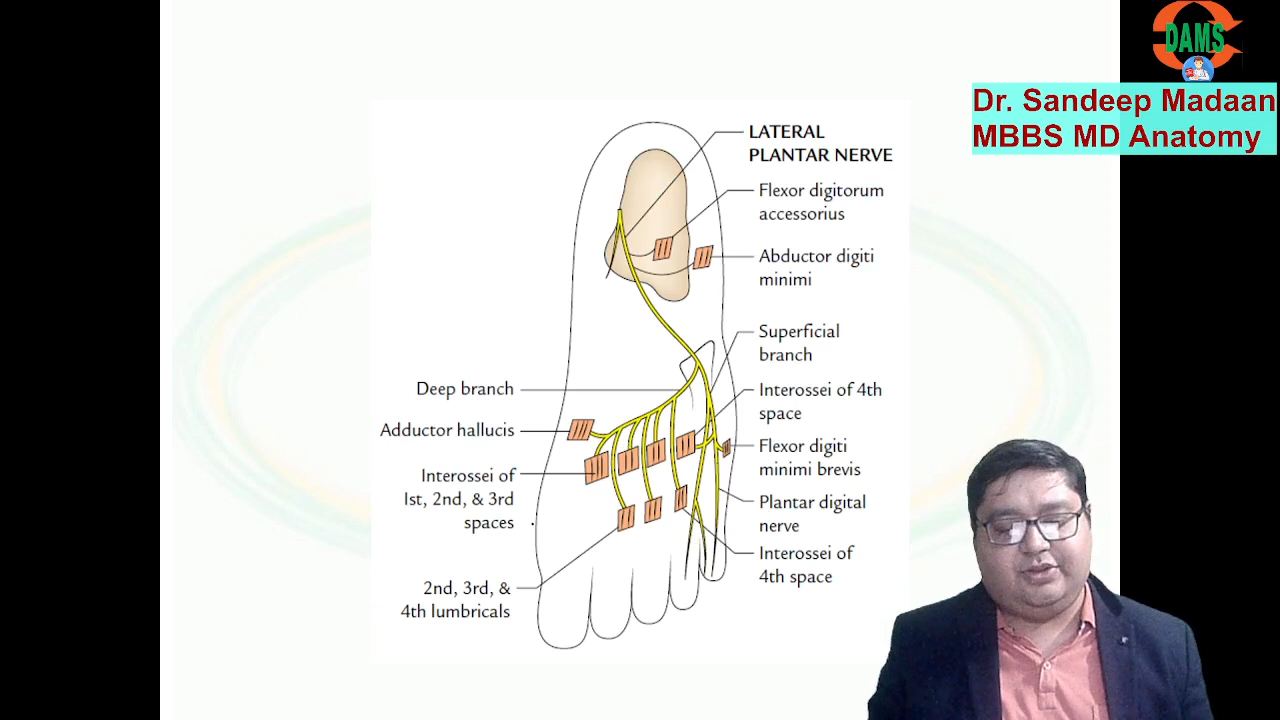 DAMS
Dr. Sandeep Madaan
MBBS MD Anatomy
LATERAL
PLANTAR NERVE
Flexor digitorum
accessorius
Abductor digiti
minimi
Superficial
branch
Deep branch
Interossei of 4th
space
Adductor hallucis
Flexor digiti
minimi brevis
Interossei of
Ist, 2nd, & 3rd
spaces
Plantar digital
nerve
Interossei of
4th space
2nd, 3rd, &
4th lumbricals